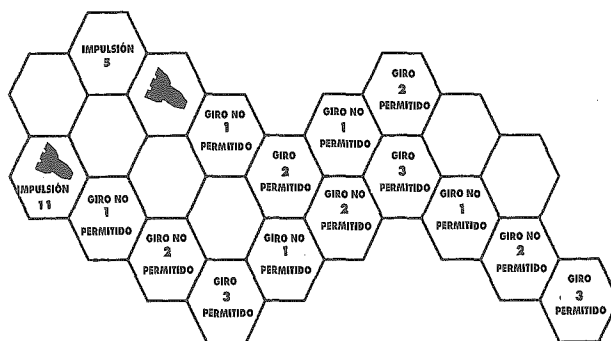 IMPULSIÓN
5
GIRO
2
PERMITIDO
GIRO NO
1
PERMITIDO
GIRO NO
1
PERMITIDO
GIRO
2
PERMITIDO
GIRO
3
PERMITIDO
IMPULSIÓN
11
GIRO NO
1
PERMITIDO
GIRO NO
2
PERMITIDO
GIRO NO
1
PERMITIDO
GIRO NO
2
PERMITIDO
GIRO NO
1
PERMITIDO
GIRO NO
2
PERMITIDO
GIRO
3
PERMITIDO
GIRO
3
PERMITIDO